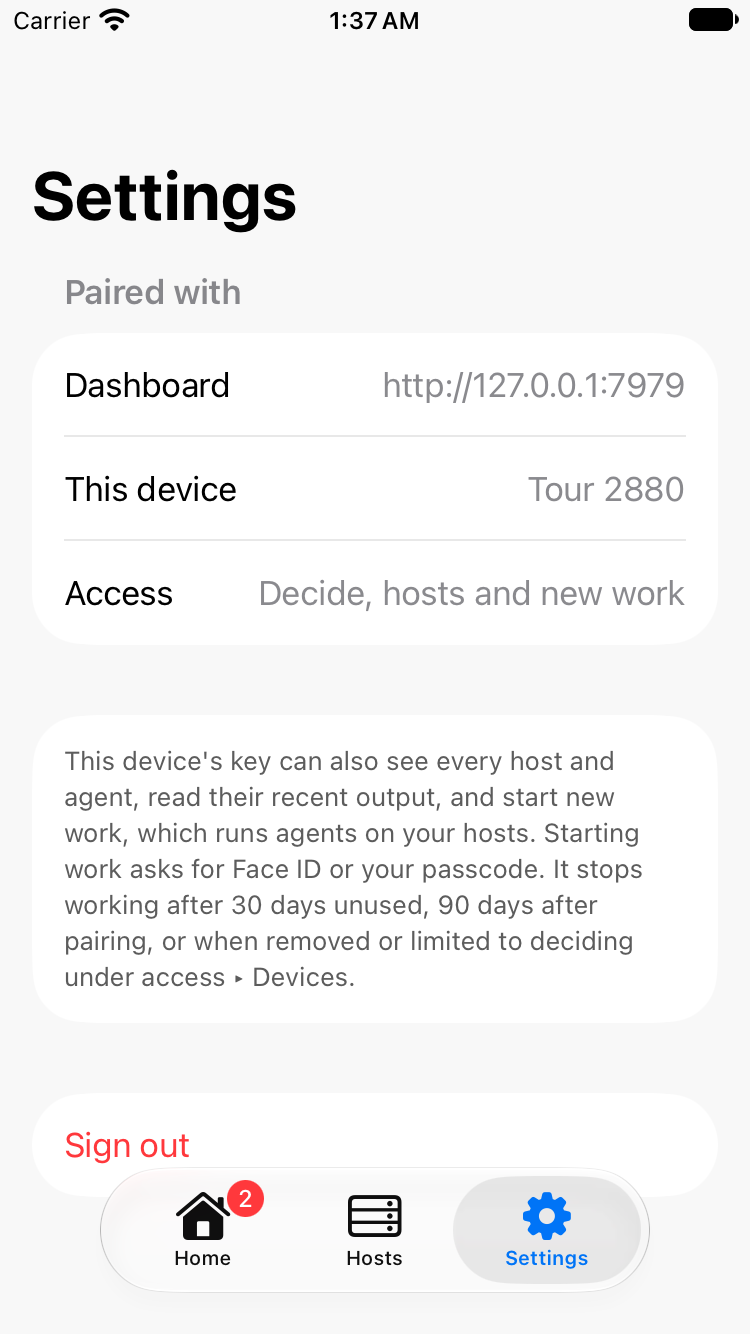 Carrier 1:37 AM
Settings
Paired with
Dashboard http://127.0.0.1:7979
This device Tour 2880
Access Decide, hosts and new work
This device's key can also see every host and
agent, read their recent output, and start new
work, which runs agents on your hosts. Starting
work asks for Face ID or your passcode. It stops
working after 30 days unused, 90 days after
pairing, or when removed or limited to deciding
under access ▸ Devices.
Sign out
2
Home Hosts Settings